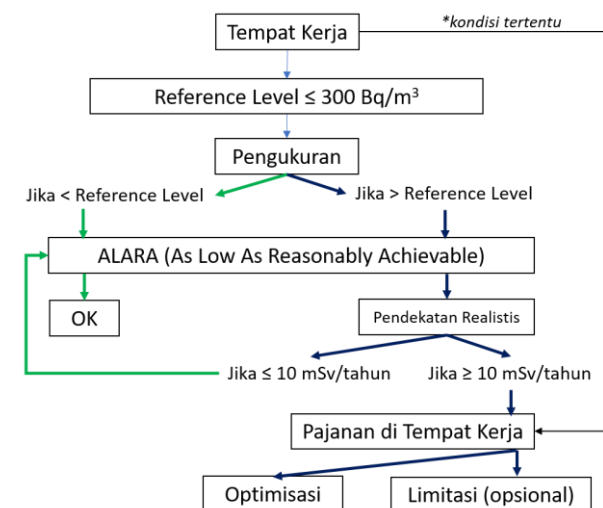 Tempat Kerja
*kondisi tertentu
Reference Level ≤ 300 Bq/m³
Pengukuran
Jika < Reference Level
Jika > Reference Level
ALARA (As Low As Reasonably Achievable)
OK
Pendekatan Realistis
Jika ≤ 10 mSv/tahun
Jika ≥ 10 mSv/tahun
Pajanan di Tempat Kerja
Optimisasi
Limitasi (opsional)